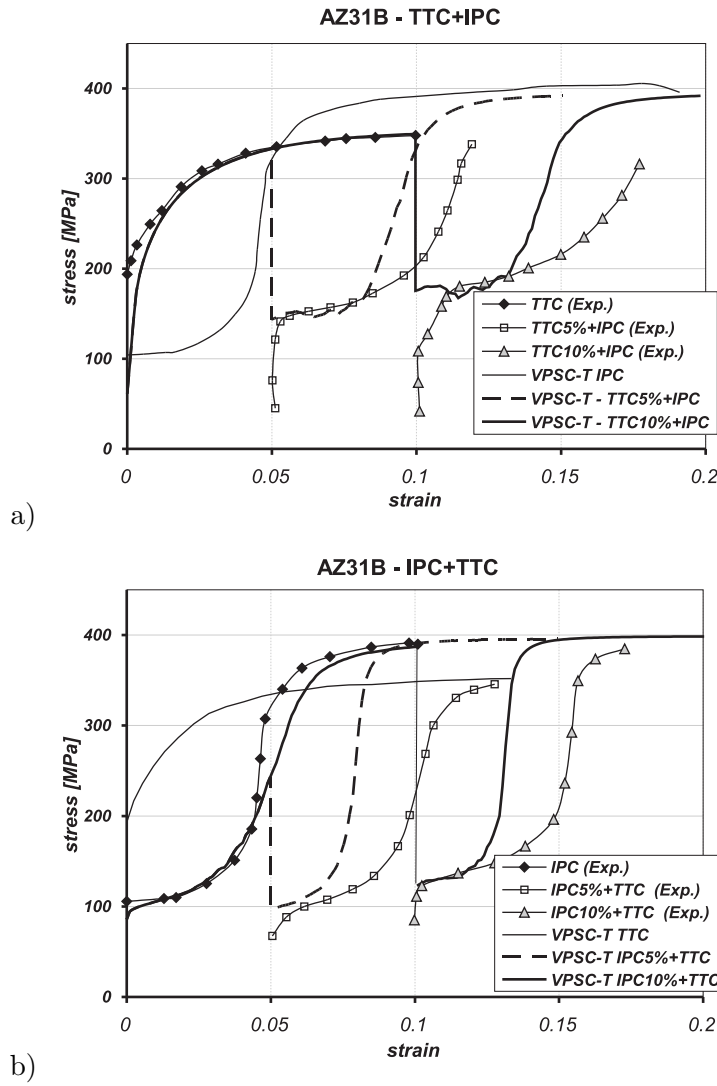 AZ31B - TTC+IPC
400
300
200
100
0
stress [MPa]
TTC (Exp.)
TTC5%+IPC (Exp.)
TTC10%+IPC (Exp.)
VPSC-T IPC
VPSC-T - TTC5%+IPC
VPSC-T - TTC10%+IPC
0 0.05 0.1 0.15 0.2
strain
a)
AZ31B - IPC+TTC
400
300
200
100
0
stress [MPa]
IPC (Exp.)
IPC5%+TTC (Exp.)
IPC10%+TTC (Exp.)
VPSC-T TTC
VPSC-T IPC5%+TTC
VPSC-T IPC10%+TTC
0 0.05 0.1 0.15 0.2
strain
b)